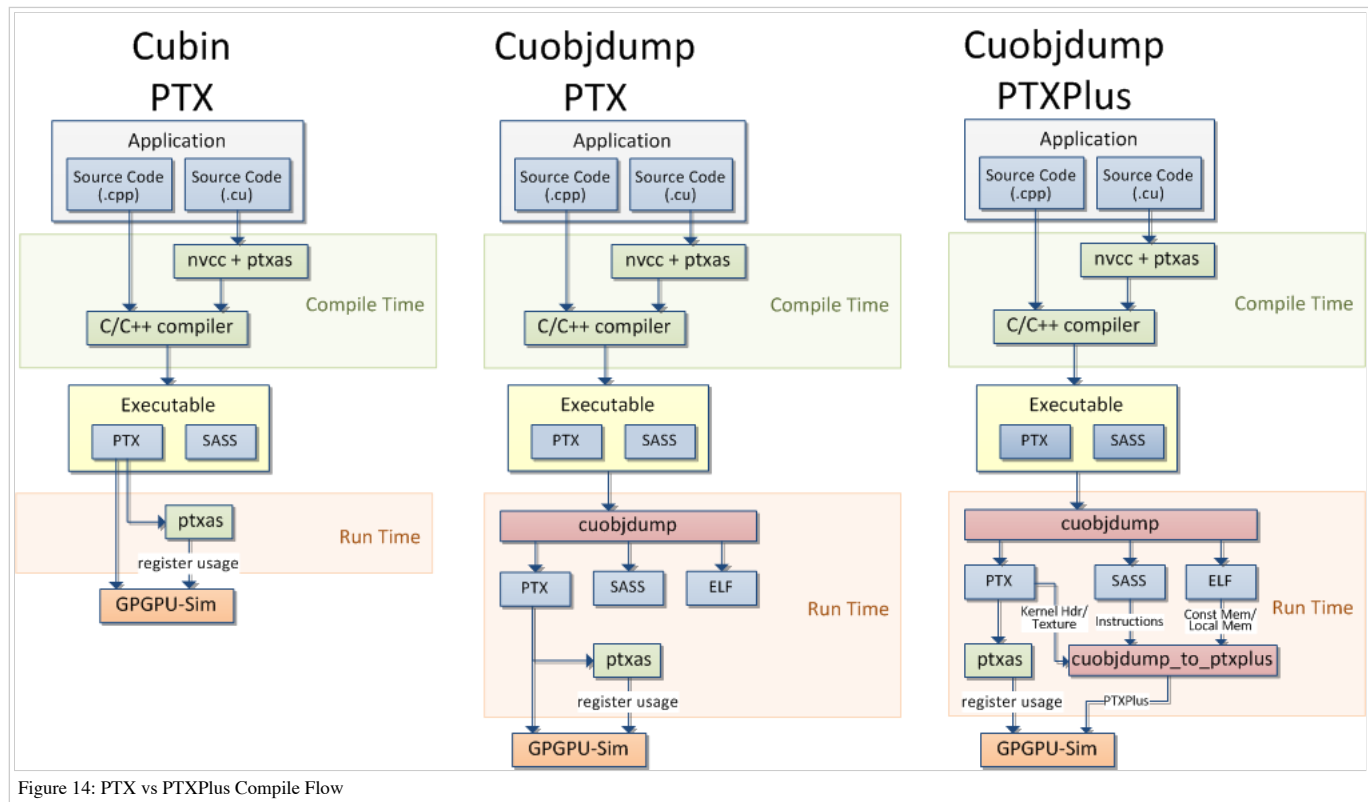 Cubin
PTX
Application
Source Code
(.cpp)
Source Code
(.cu)
nvcc + ptxas
Compile Time
C/C++ compiler
Executable
PTX
SASS
ptxas
Run Time
register usage
GPGPU-Sim
Cuobjdump
PTX
Application
Source Code
(.cpp)
Source Code
(.cu)
nvcc + ptxas
Compile Time
C/C++ compiler
Executable
PTX
SASS
cuobjdump
PTX
SASS
ELF
Run Time
ptxas
register usage
GPGPU-Sim
Cuobjdump
PTXPlus
Application
Source Code
(.cpp)
Source Code
(.cu)
nvcc + ptxas
Compile Time
C/C++ compiler
Executable
PTX
SASS
cuobjdump
PTX
SASS
ELF
Run Time
Kernel Hdr/
Texture
Instructions
Const Mem/
Local Mem
ptxas
cuobjdump_to_ptxplus
register usage
PTXPlus
GPGPU-Sim
Figure 14: PTX vs PTXPlus Compile Flow